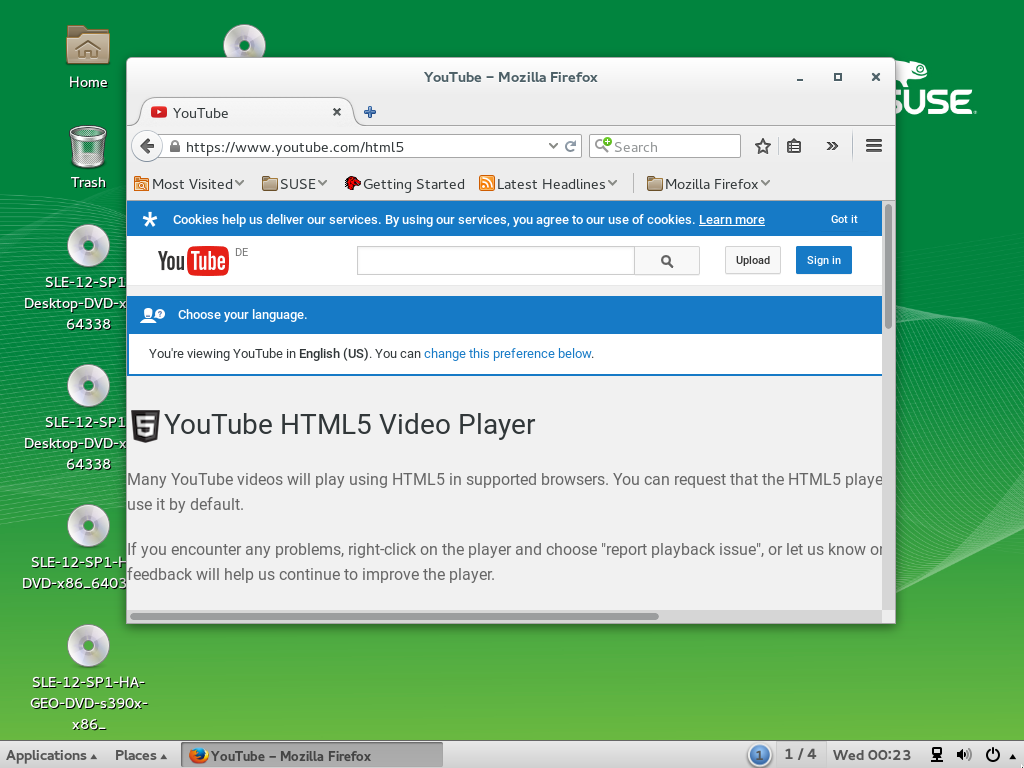 Home
Trash
SLE-12-SP1
Desktop-DVD-x
64338
SLE-12-SP1
Desktop-DVD-x
64338
SLE-12-SP1-H
DVD-x86_6403
SLE-12-SP1-HA-
GEO-DVD-s390x-
x86_
SUSE
YouTube – Mozilla Firefox
YouTube
https://www.youtube.com/html5
Search
Most Visited
SUSE
Getting Started
Latest Headlines
Mozilla Firefox
Cookies help us deliver our services. By using our services, you agree to our use of cookies. Learn more
Got it
YouTube DE
Upload
Sign in
Choose your language.
You're viewing YouTube in English (US). You can change this preference below.
YouTube HTML5 Video Player
Many YouTube videos will play using HTML5 in supported browsers. You can request that the HTML5 playe
use it by default.
If you encounter any problems, right-click on the player and choose "report playback issue", or let us know on
feedback will help us continue to improve the player.
Applications
Places
YouTube – Mozilla Firefox
1
1 / 4
Wed 00:23